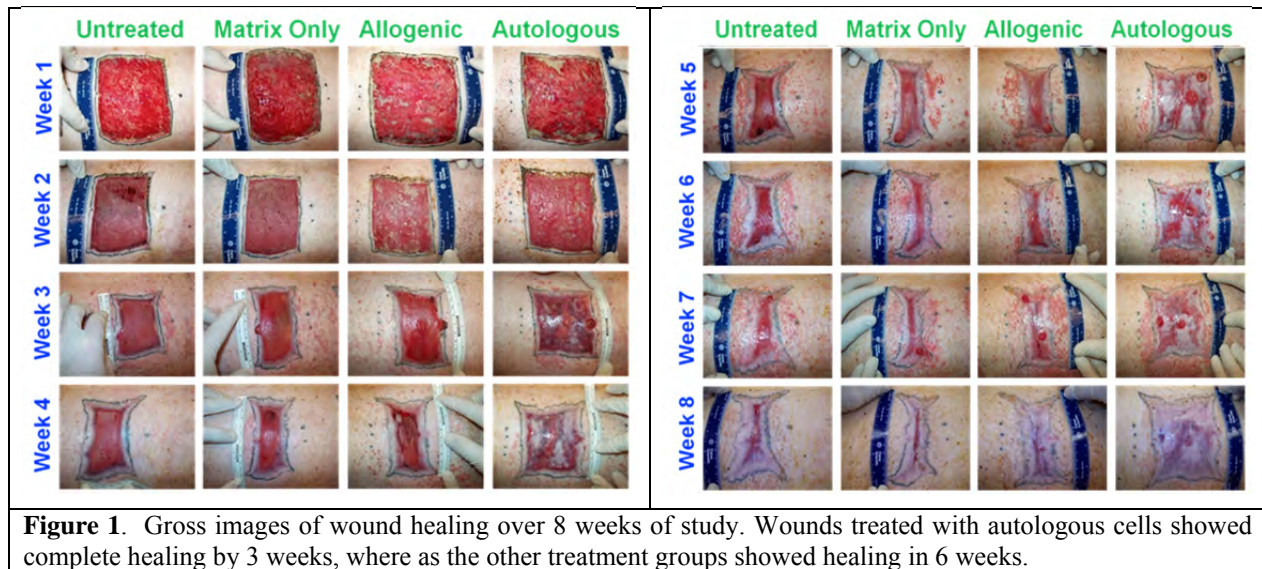 Untreated Matrix Only Allogenic Autologous
Week 1
Week 2
Week 3
Week 4
Untreated Matrix Only Allogenic Autologous
Week 5
Week 6
Week 7
Week 8
Figure 1. Gross images of wound healing over 8 weeks of study. Wounds treated with autologous cells showed
complete healing by 3 weeks, where as the other treatment groups showed healing in 6 weeks.